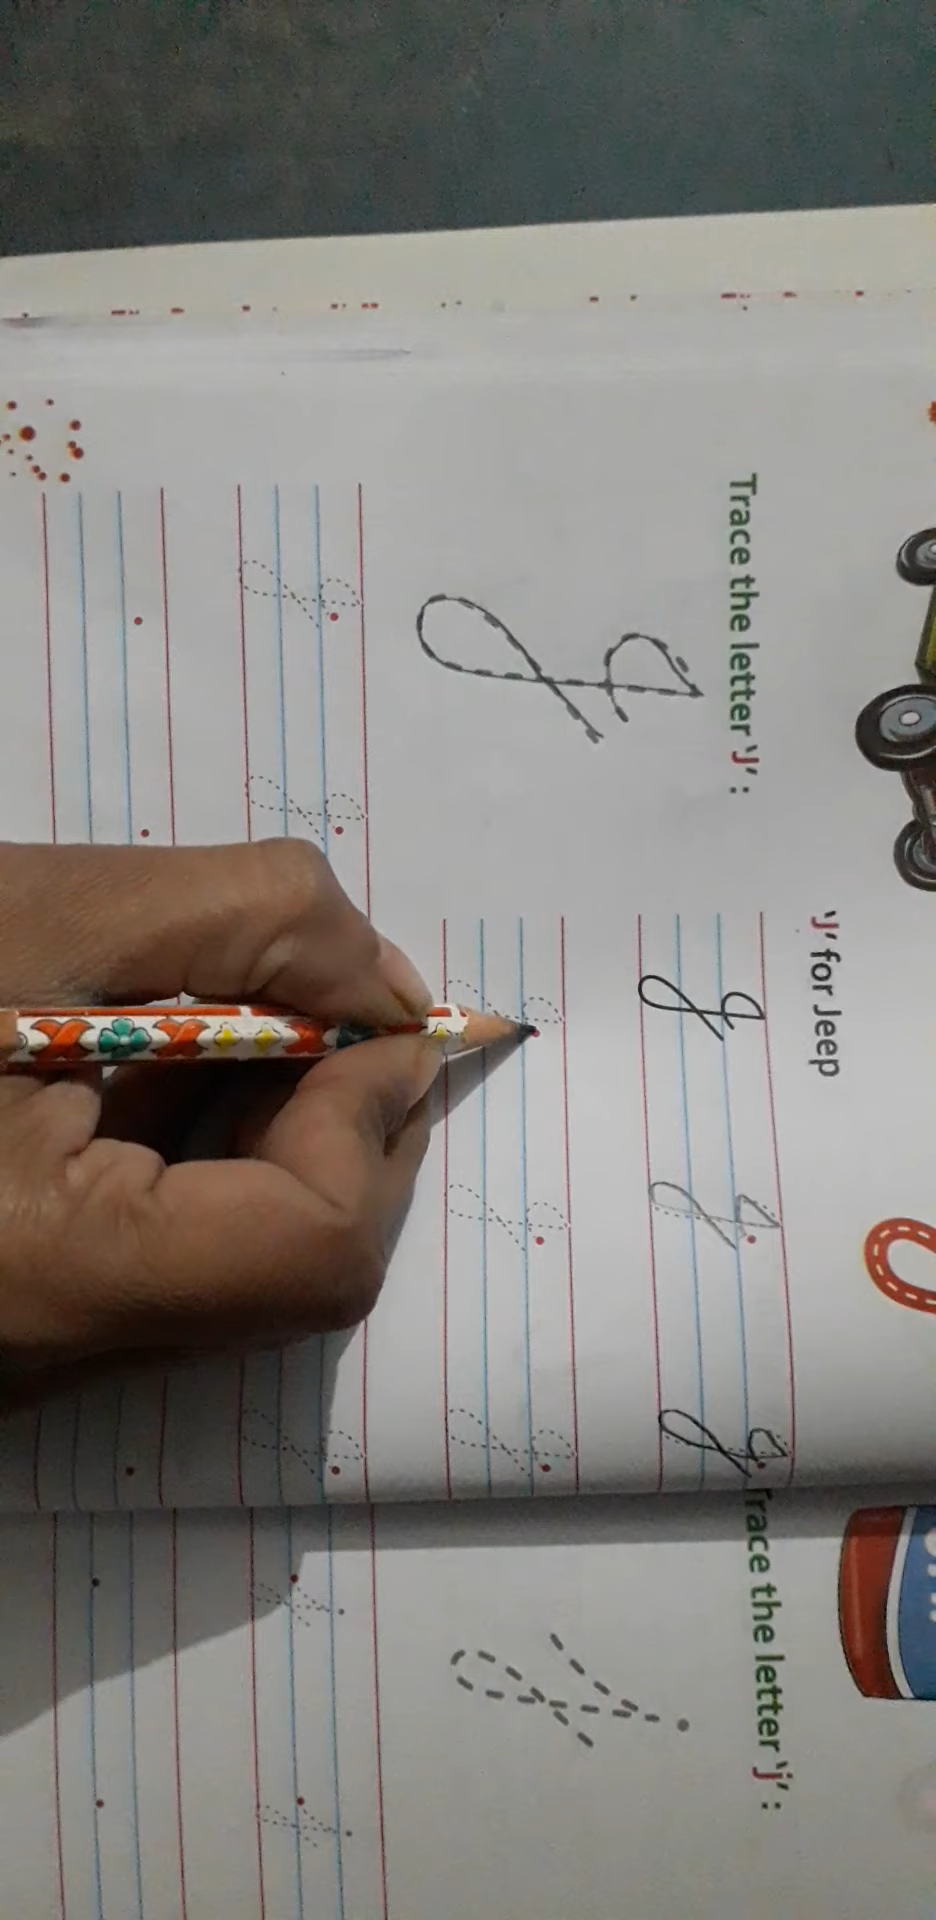 'J' for Jeep
Trace the letter 'J' :
J
J J J
Trace the letter 'j' :
j